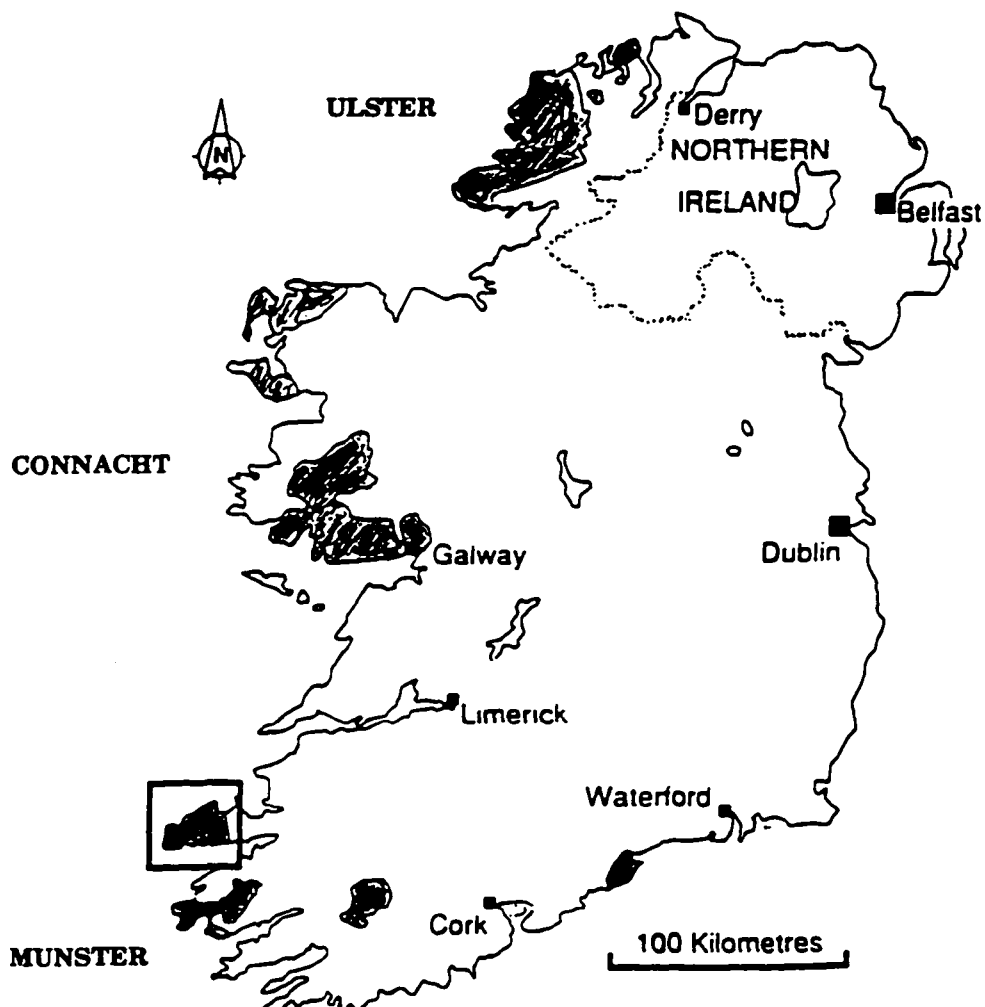 ULSTER
N
Derry
NORTHERN
IRELAND
Belfast
CONNACHT
Galway
Dublin
Limerick
Waterford
Cork
100 Kilometres
MUNSTER